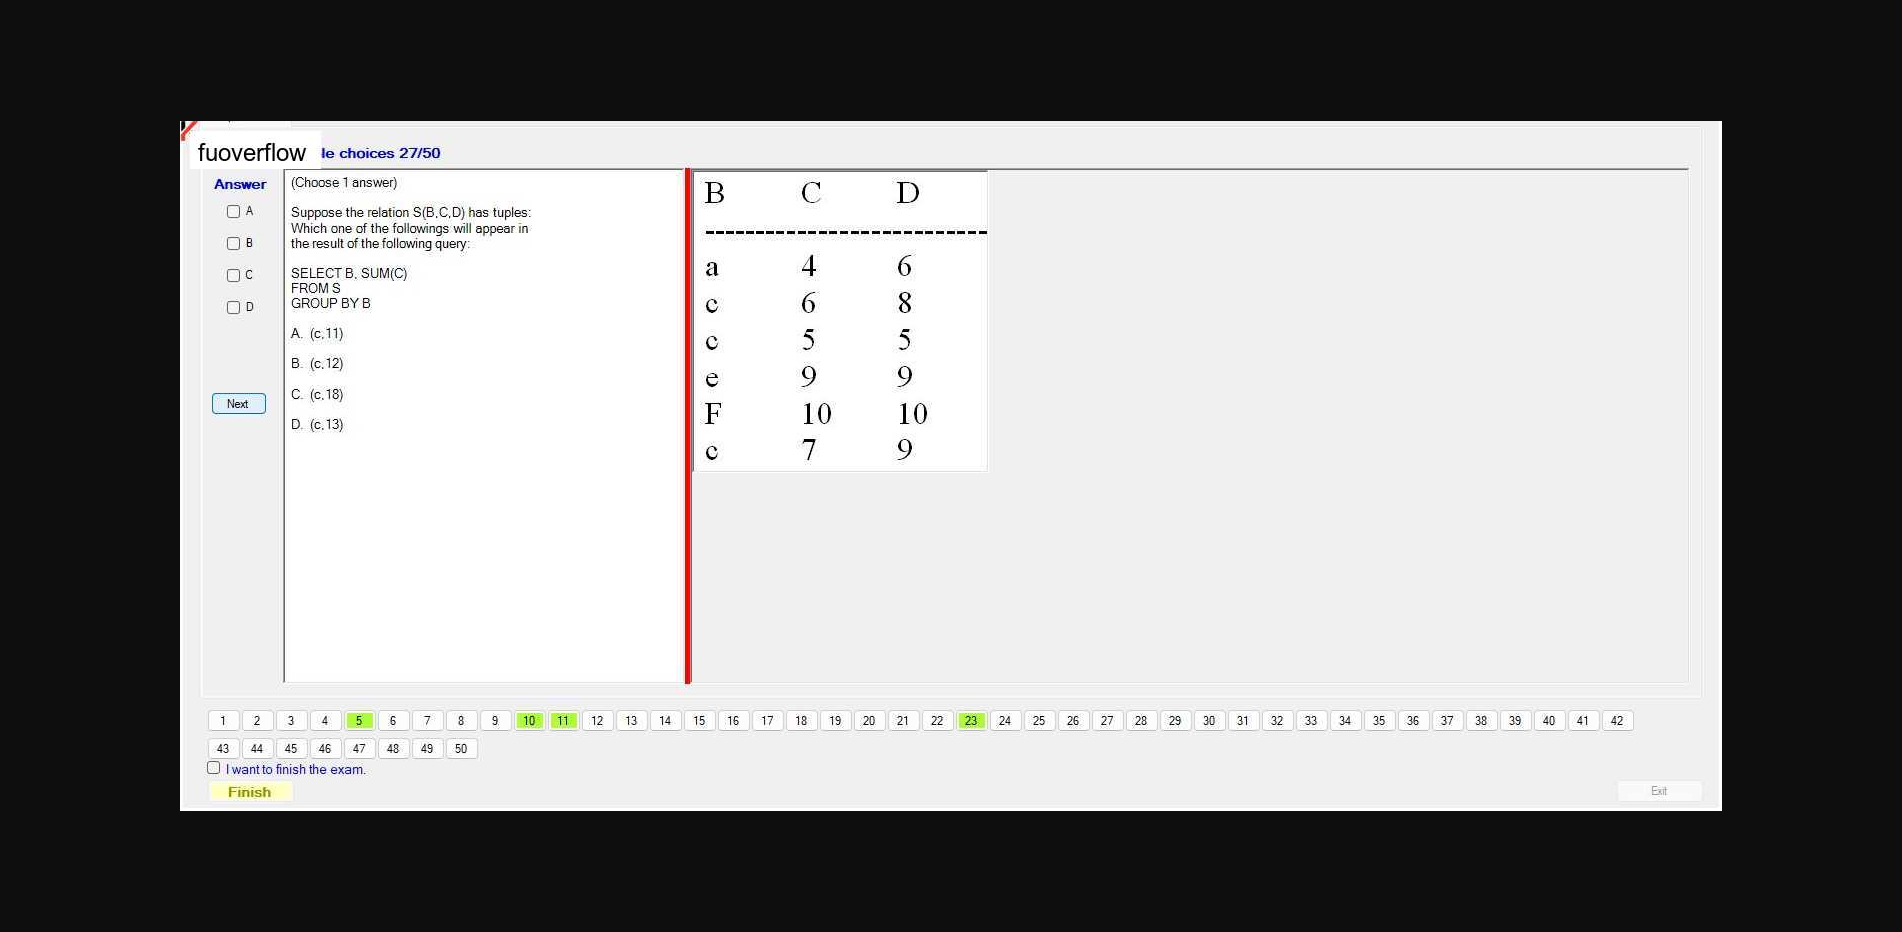 fuoverflow le choices 27/50
Answer
A
B
C
D
Next
(Choose 1 answer)
Suppose the relation S(B,C,D) has tuples:
Which one of the followings will appear in
the result of the following query:
SELECT B, SUM(C)
FROM S
GROUP BY B
A. (c,11)
B. (c,12)
C. (c,18)
D. (c,13)
B C D
a 4 6
c 6 8
c 5 5
e 9 9
F 10 10
c 7 9
1 2 3 4 5 6 7 8 9 10 11 12 13 14 15 16 17 18 19 20 21 22 23 24 25 26 27 28 29 30 31 32 33 34 35 36 37 38 39 40 41 42
43 44 45 46 47 48 49 50
I want to finish the exam.
Finish
Exit